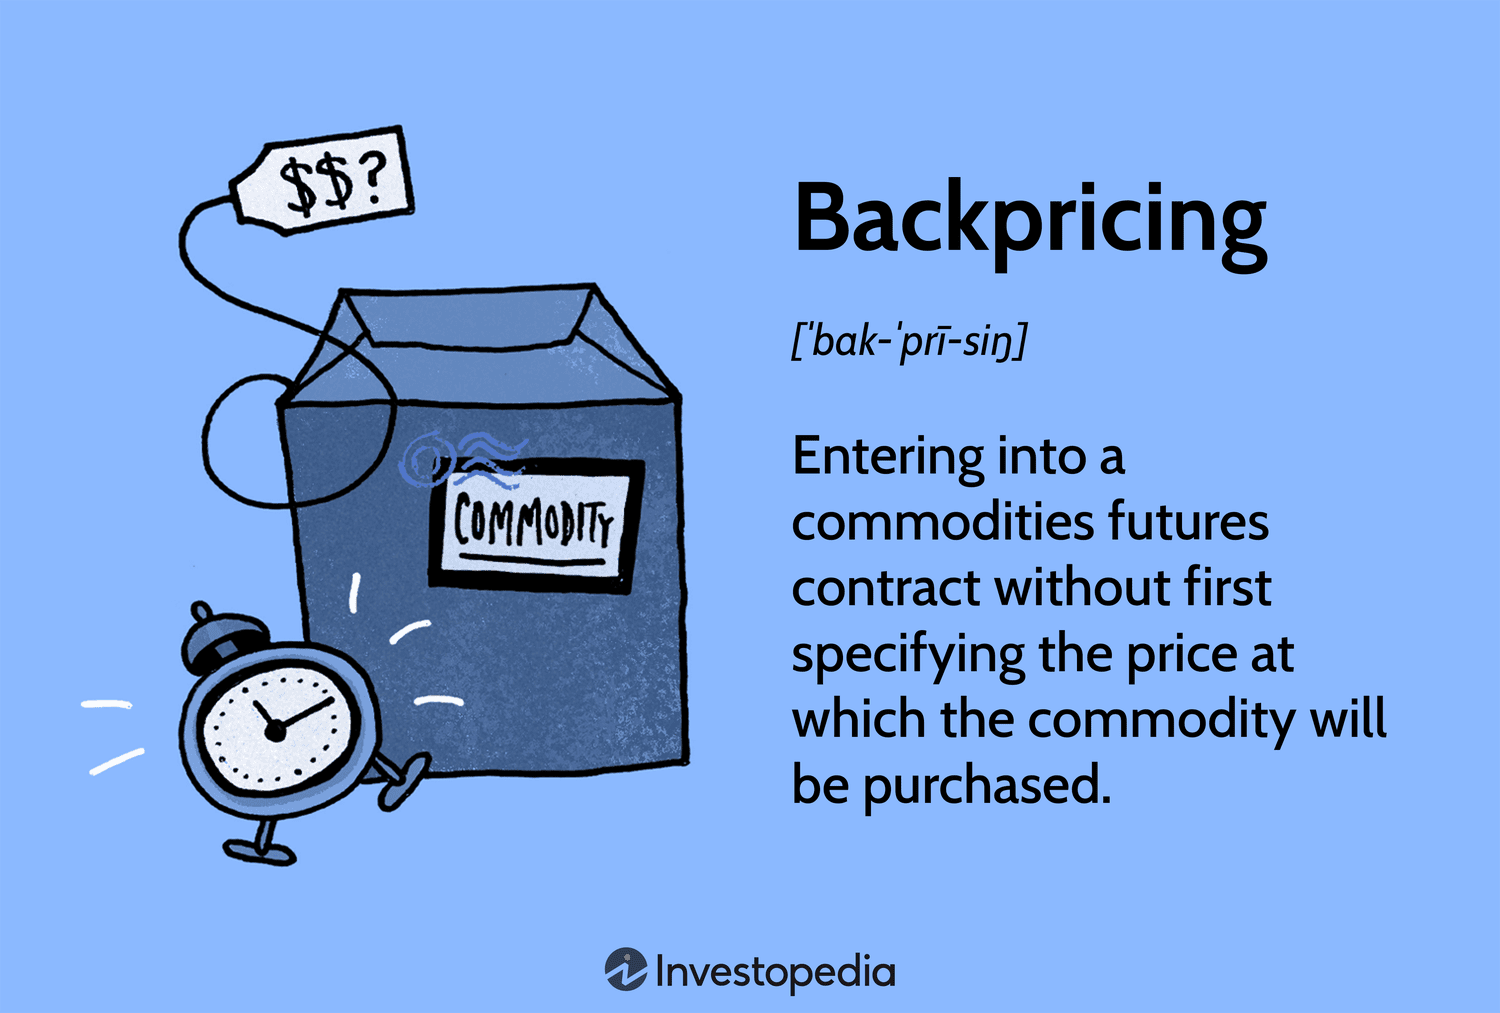 $$?
COMMODITY
Backpricing
[ˈbak-ˈprī-siŋ]
Entering into a
commodities futures
contract without first
specifying the price at
which the commodity will
be purchased.
Investopedia